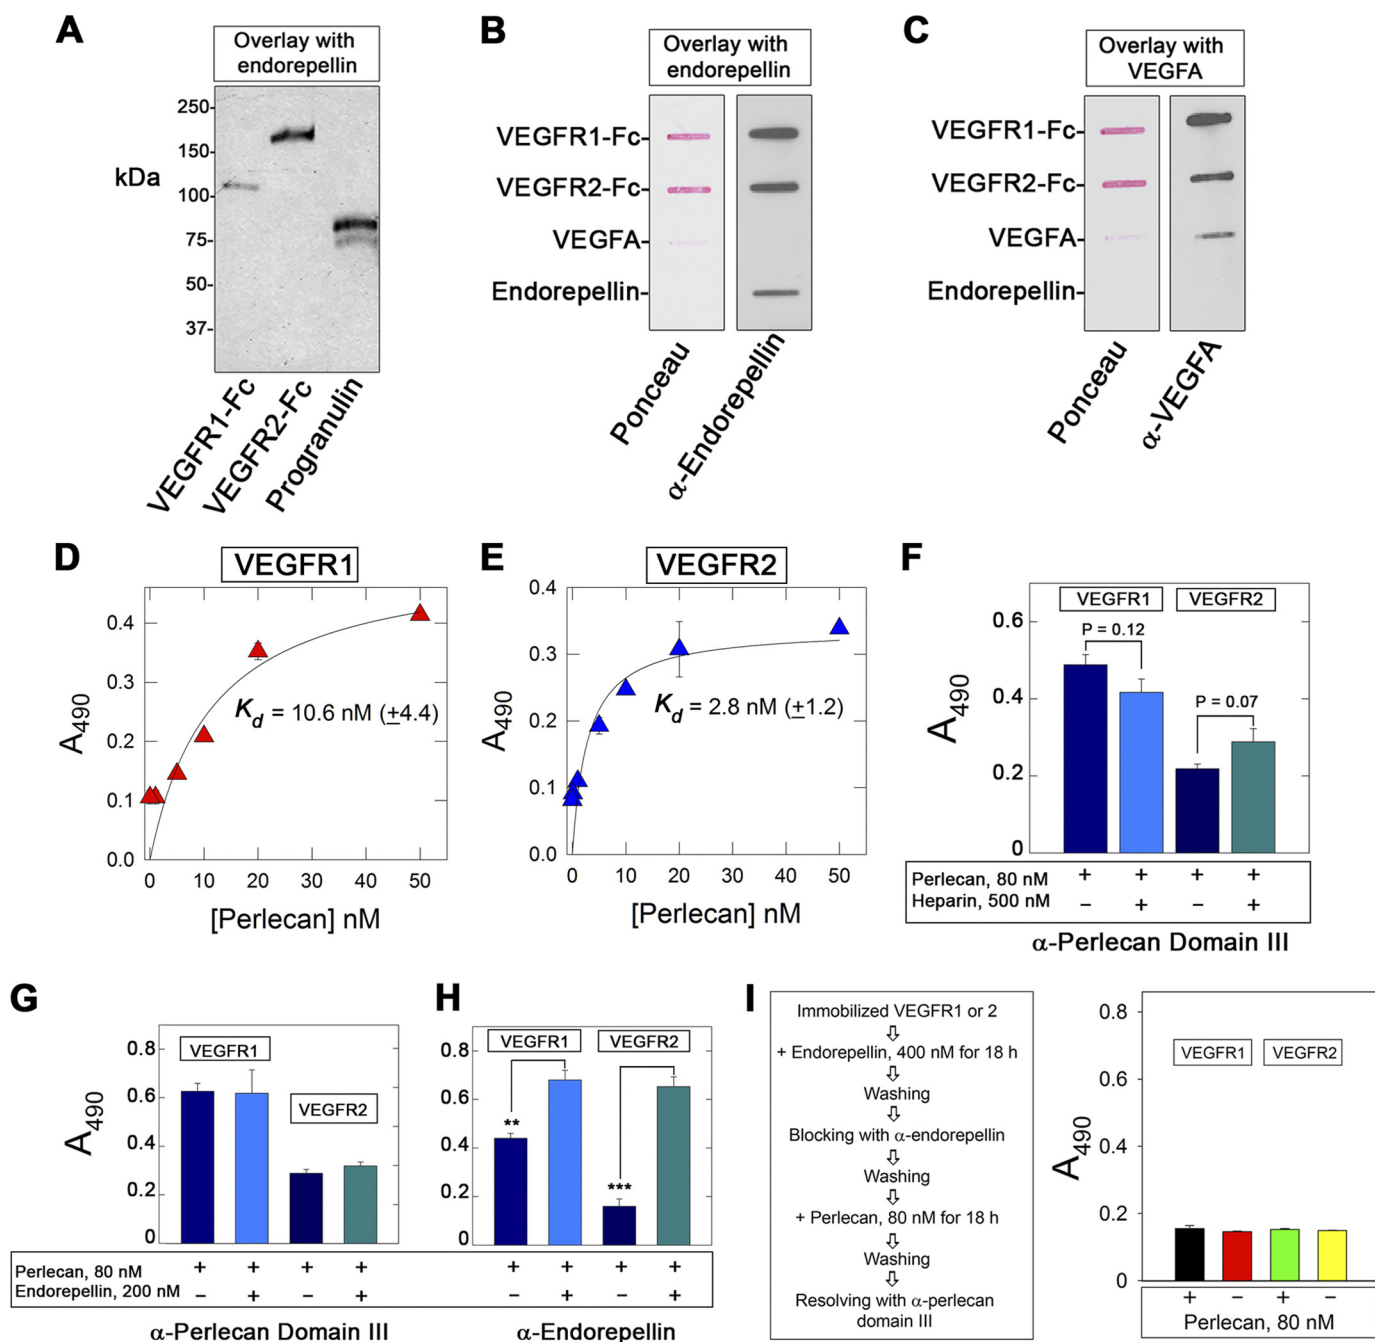 A
Overlay with
endorepellin
kDa
250-
150-
100-
75-
50-
37-
VEGFR1-Fc
VEGFR2-Fc
Progranulin
B
Overlay with
endorepellin
VEGFR1-Fc-
VEGFR2-Fc-
VEGFA-
Endorepellin-
Ponceau
α-Endorepellin
C
Overlay with
VEGFA
VEGFR1-Fc-
VEGFR2-Fc-
VEGFA-
Endorepellin-
Ponceau
α-VEGFA
D
VEGFR1
A490
0.4
0.3
0.2
0.1
0.0
Kd = 10.6 nM (±4.4)
0 10 20 30 40 50
[Perlecan] nM
E
VEGFR2
A490
0.4
0.3
0.2
0.1
0.0
Kd = 2.8 nM (±1.2)
0 10 20 30 40 50
[Perlecan] nM
F
A490
0.6
0.4
0.2
0
VEGFR1 VEGFR2
P = 0.12
P = 0.07
Perlecan, 80 nM + + + +
Heparin, 500 nM − + − +
α-Perlecan Domain III
G
A490
0.8
0.6
0.4
0.2
0
VEGFR1
VEGFR2
Perlecan, 80 nM + + + +
Endorepellin, 200 nM − + − +
α-Perlecan Domain III
H
0.8
0.6
0.4
0.2
0
VEGFR1 VEGFR2
**
***
+ + + +
− + − +
α-Endorepellin
I
Immobilized VEGFR1 or 2
⇩
+ Endorepellin, 400 nM for 18 h
⇩
Washing
⇩
Blocking with α-endorepellin
⇩
Washing
⇩
+ Perlecan, 80 nM for 18 h
⇩
Washing
⇩
Resolving with α-perlecan
domain III
A490
0.8
0.6
0.4
0.2
0
VEGFR1 VEGFR2
+ − + −
Perlecan, 80 nM